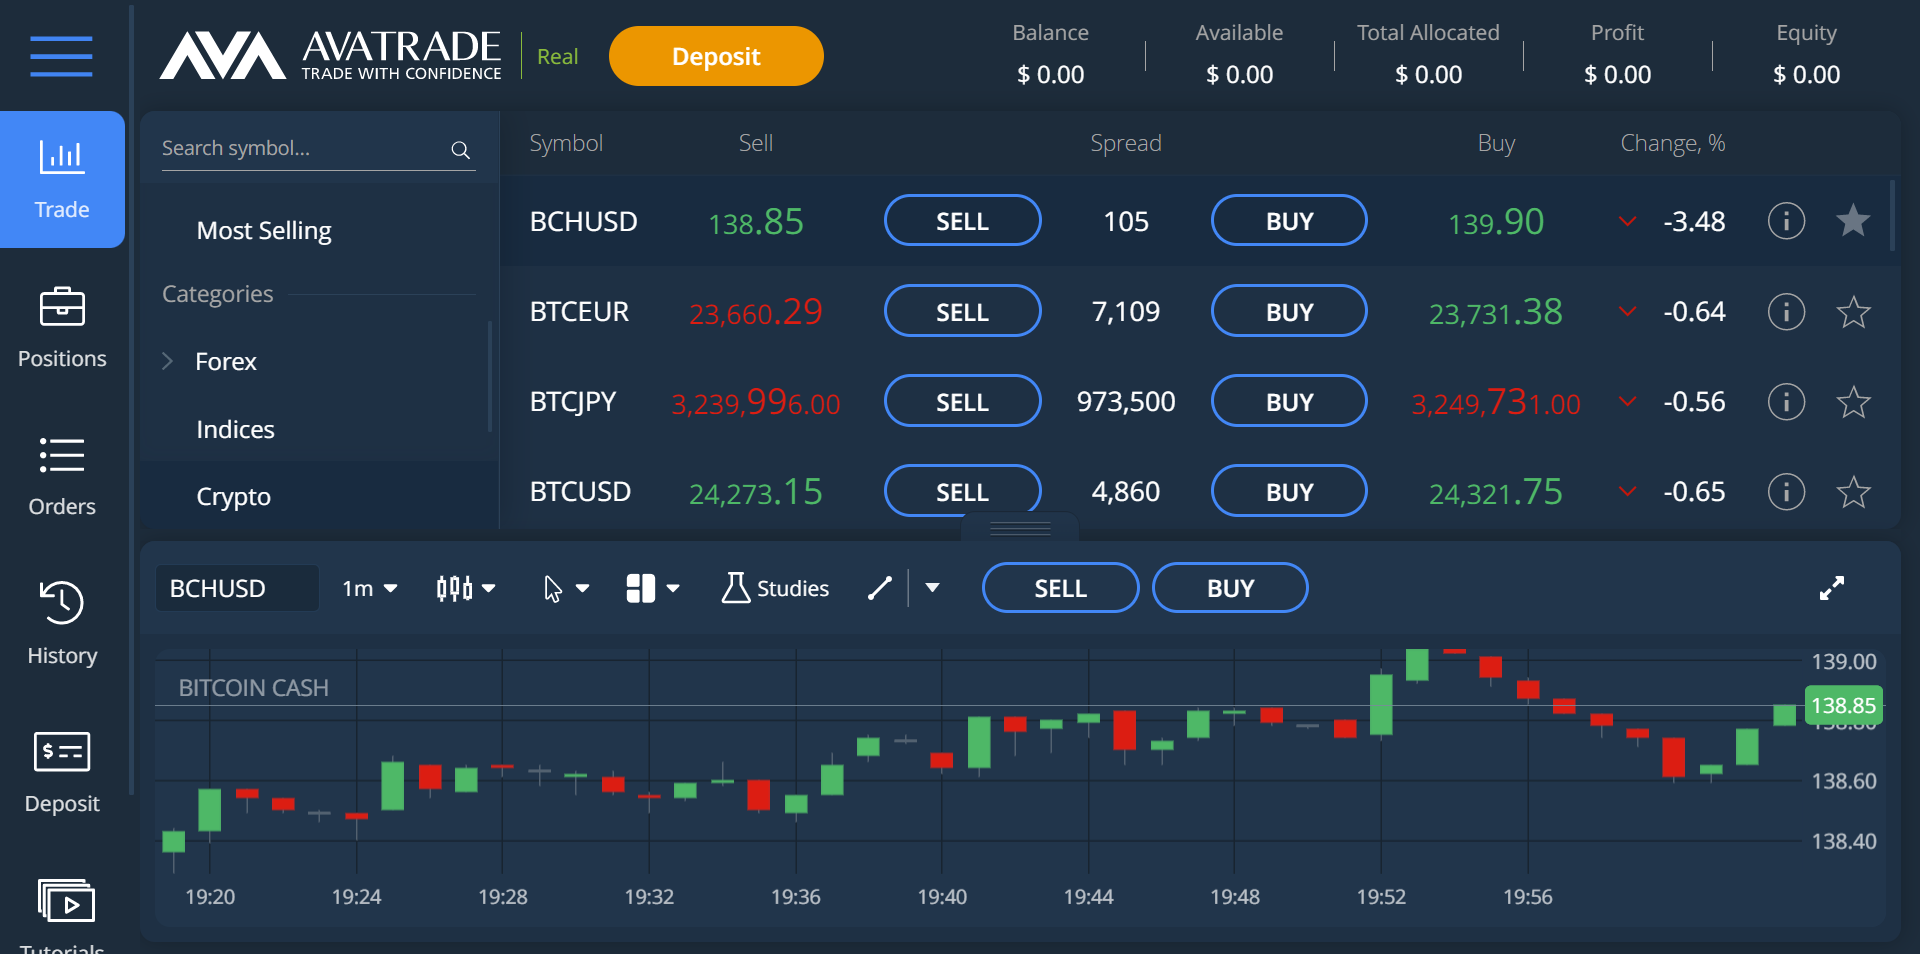 AVATRADE
TRADE WITH CONFIDENCE
Real
Deposit
Balance
$ 0.00
Available
$ 0.00
Total Allocated
$ 0.00
Profit
$ 0.00
Equity
$ 0.00
Trade
Positions
Orders
History
Deposit
Tutorials
Search symbol...
Most Selling
Categories
Forex
Indices
Crypto
Symbol Sell Spread Buy Change, %
BCHUSD 138.85 SELL 105 BUY 139.90 -3.48
BTCEUR 23,660.29 SELL 7,109 BUY 23,731.38 -0.64
BTCJPY 3,239,996.00 SELL 973,500 BUY 3,249,731.00 -0.56
BTCUSD 24,273.15 SELL 4,860 BUY 24,321.75 -0.65
BCHUSD 1m Studies SELL BUY
BITCOIN CASH
139.00
138.85
138.80
138.60
138.40
19:20 19:24 19:28 19:32 19:36 19:40 19:44 19:48 19:52 19:56